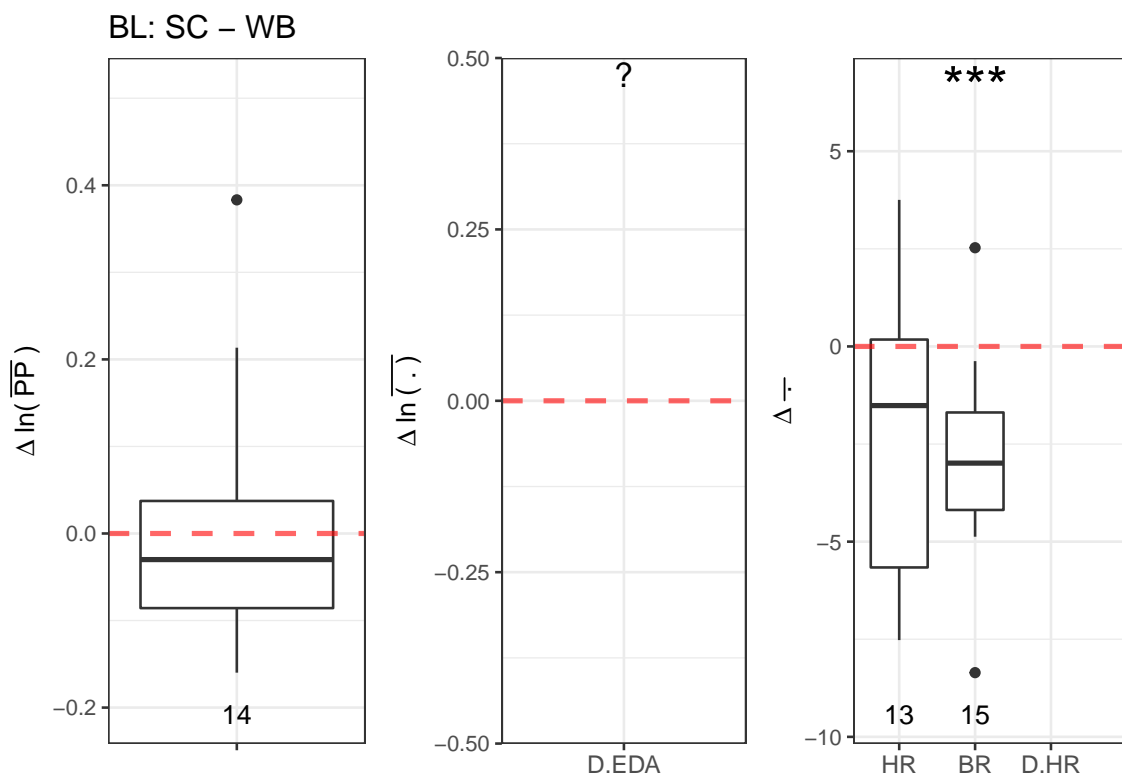 BL: SC − WB
Δ ln( PP )
0.4
0.2
0.0
−0.2
14
Δ ln ( . )
0.50
0.25
0.00
−0.25
−0.50
?
D.EDA
Δ .
5
0
−5
−10
***
13 15
HR BR D.HR